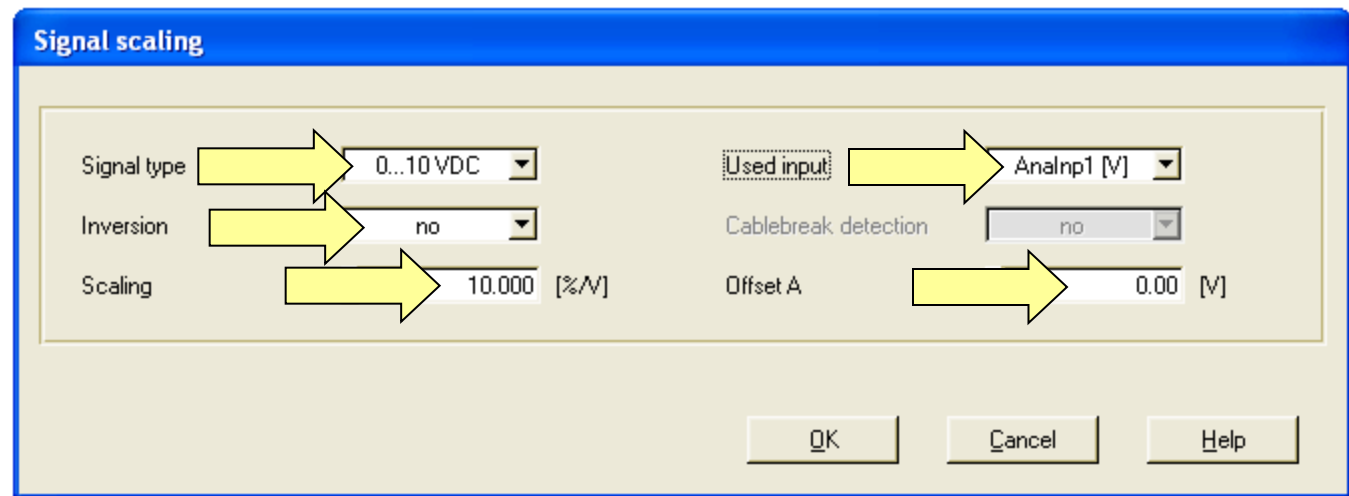 Signal scaling
Signal type 0...10 VDC Used input AnaInp1 [V]
Inversion no Cablebreak detection no
Scaling 10.000 [%/V] Offset A 0.00 [V]
OK Cancel Help